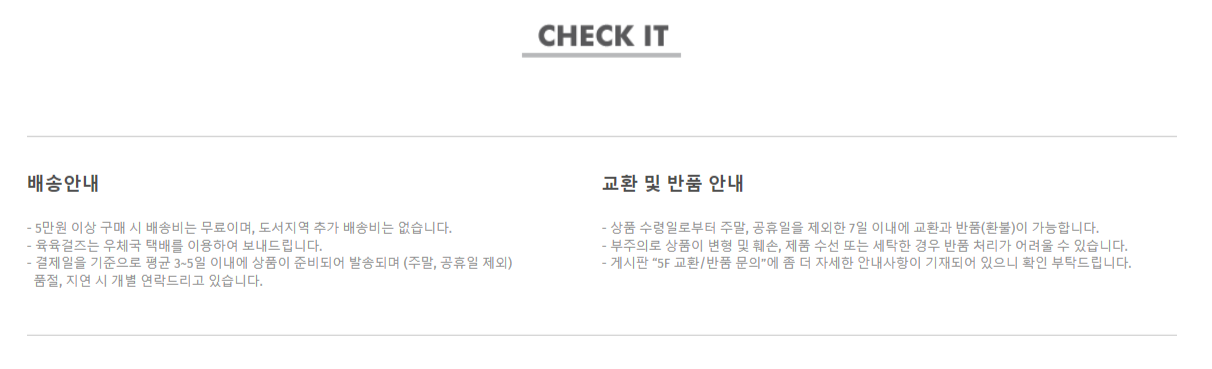 CHECK IT
배송안내
- 5만원 이상 구매 시 배송비는 무료이며, 도서지역 추가 배송비는 없습니다.
- 육육걸즈는 우체국 택배를 이용하여 보내드립니다.
- 결제일을 기준으로 평균 3~5일 이내에 상품이 준비되어 발송되며 (주말, 공휴일 제외)
품절, 지연 시 개별 연락드리고 있습니다.
교환 및 반품 안내
- 상품 수령일로부터 주말, 공휴일을 제외한 7일 이내에 교환과 반품(환불)이 가능합니다.
- 부주의로 상품이 변형 및 훼손, 제품 수선 또는 세탁한 경우 반품 처리가 어려울 수 있습니다.
- 게시판 “5F 교환/반품 문의”에 좀 더 자세한 안내사항이 기재되어 있으니 확인 부탁드립니다.